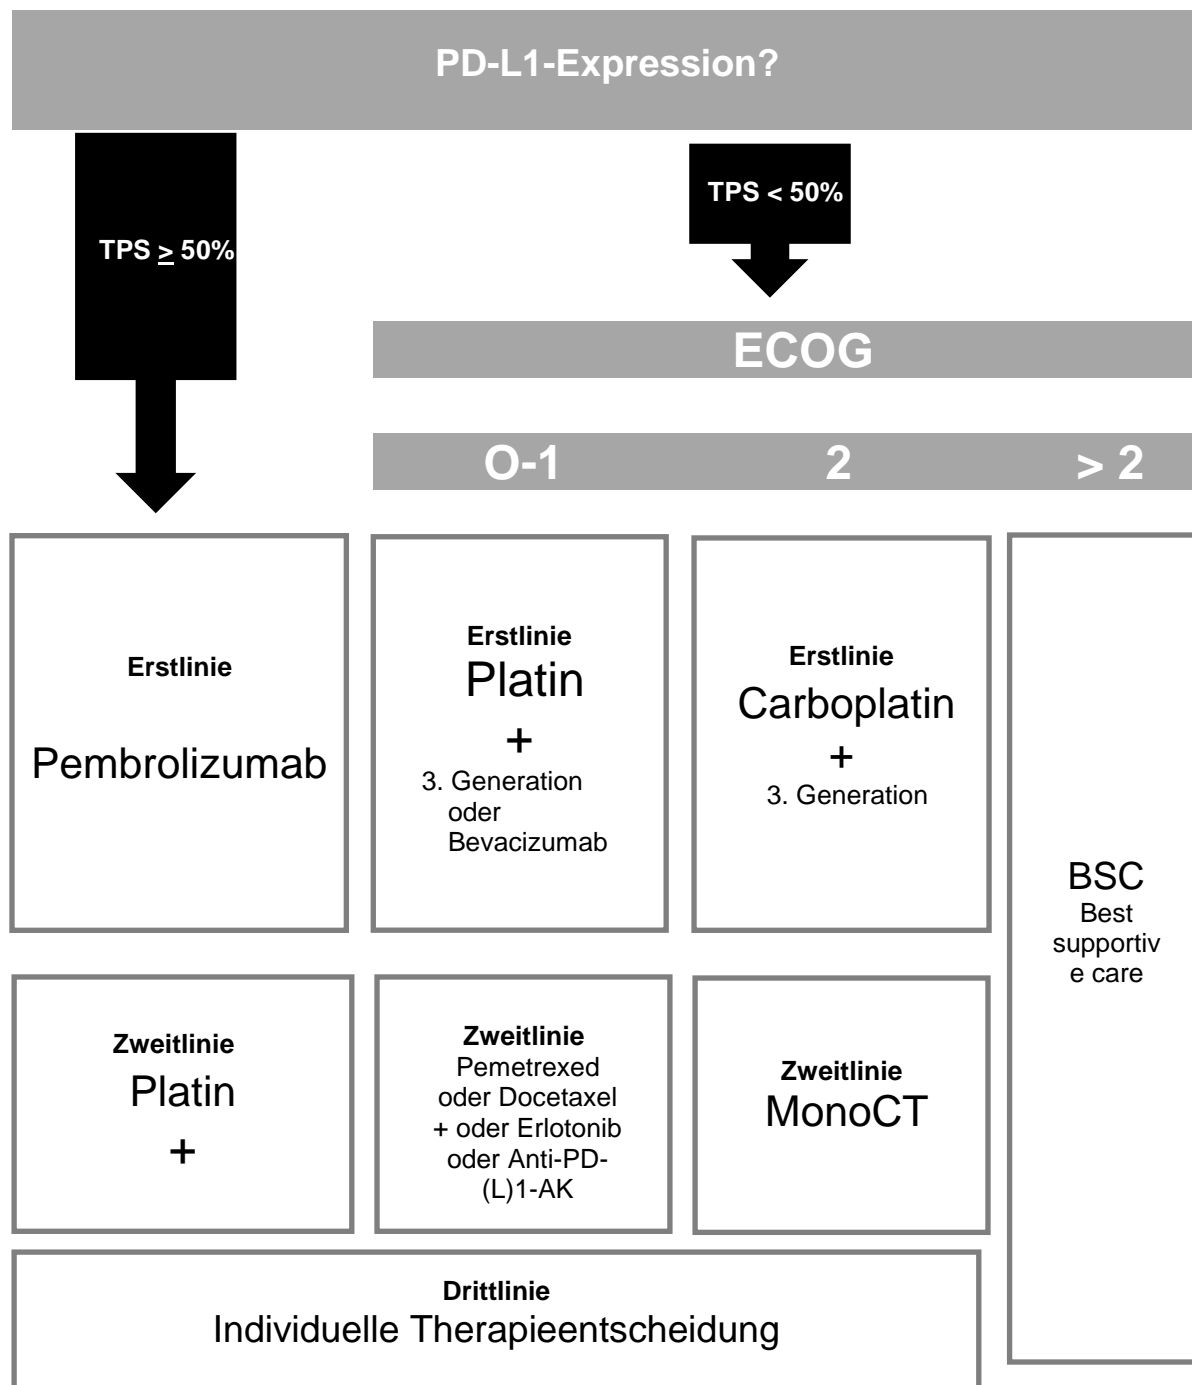 PD-L1-Expression?
TPS ≥ 50%
TPS < 50%
ECOG
O-1
2
> 2
Erstlinie
Pembrolizumab
Erstlinie
Platin
+
3. Generation
oder
Bevacizumab
Erstlinie
Carboplatin
+
3. Generation
BSC
Best
supportiv
e care
Zweitlinie
Platin
+
Zweitlinie
Pemetrexed
oder Docetaxel
+ oder Erlotonib
oder Anti-PD-
(L)1-AK
Zweitlinie
MonoCT
Drittlinie
Individuelle Therapieentscheidung